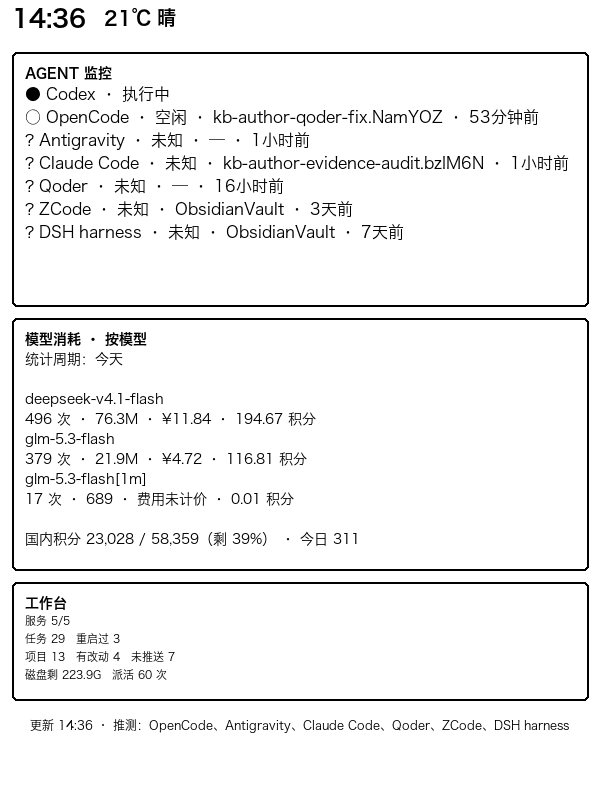 14:36 21℃ 晴
AGENT 监控
● Codex · 执行中
○ OpenCode · 空闲 · kb-author-qoder-fix.NamYOZ · 53分钟前
? Antigravity · 未知 · — · 1小时前
? Claude Code · 未知 · kb-author-evidence-audit.bzlM6N · 1小时前
? Qoder · 未知 · — · 16小时前
? ZCode · 未知 · ObsidianVault · 3天前
? DSH harness · 未知 · ObsidianVault · 7天前
模型消耗 · 按模型
统计周期：今天
deepseek-v4.1-flash
496 次 · 76.3M · ¥11.84 · 194.67 积分
glm-5.3-flash
379 次 · 21.9M · ¥4.72 · 116.81 积分
glm-5.3-flash[1m]
17 次 · 689 · 费用未计价 · 0.01 积分
国内积分 23,028 / 58,359（剩 39%） · 今日 311
工作台
服务 5/5
任务 29 重启过 3
项目 13 有改动 4 未推送 7
磁盘剩 223.9G 派活 60 次
更新 14:36 · 推测：OpenCode、Antigravity、Claude Code、Qoder、ZCode、DSH harness